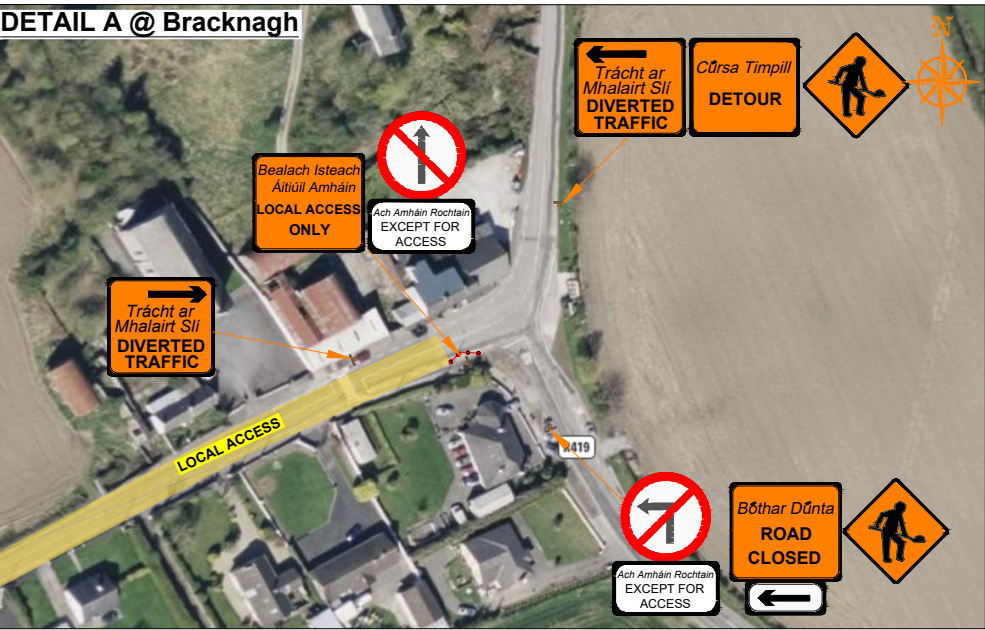 DETAIL A @ Bracknagh
N
Trácht ar
Mhalairt Slí
DIVERTED
TRAFFIC
Cúrsa Timpill
DETOUR
Bealach Isteach
Áitiúil Amháin
LOCAL ACCESS
ONLY
Ach Amháin Rochtain
EXCEPT FOR
ACCESS
Trácht ar
Mhalairt Slí
DIVERTED
TRAFFIC
LOCAL ACCESS
R419
Ach Amháin Rochtain
EXCEPT FOR
ACCESS
Bóthar Dúnta
ROAD
CLOSED